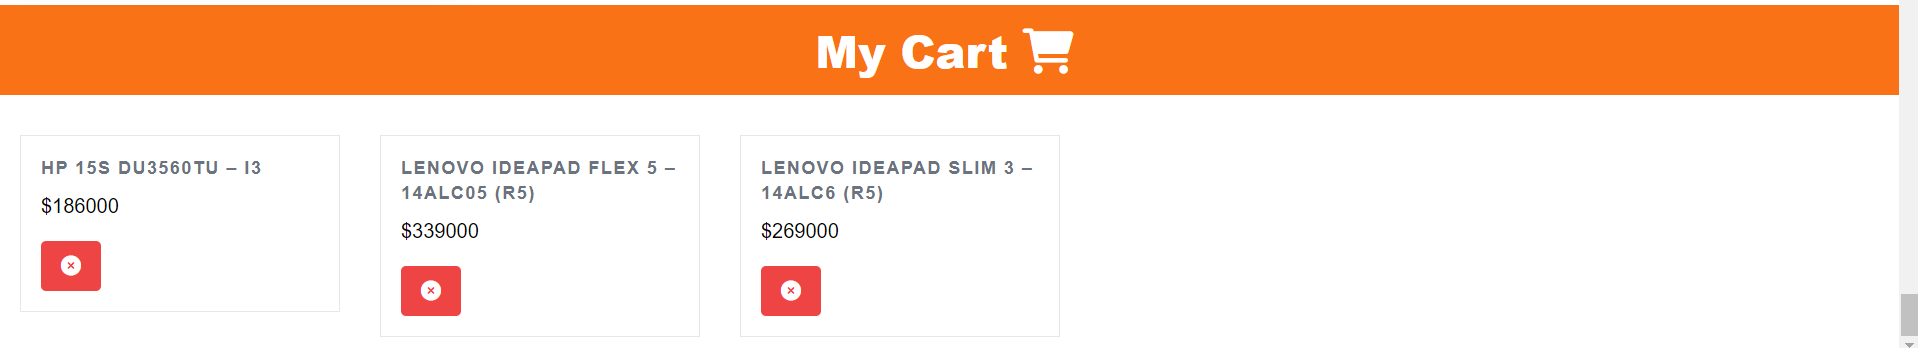 My Cart
HP 15S DU3560TU – I3
$186000
LENOVO IDEAPAD FLEX 5 –
14ALC05 (R5)
$339000
LENOVO IDEAPAD SLIM 3 –
14ALC6 (R5)
$269000